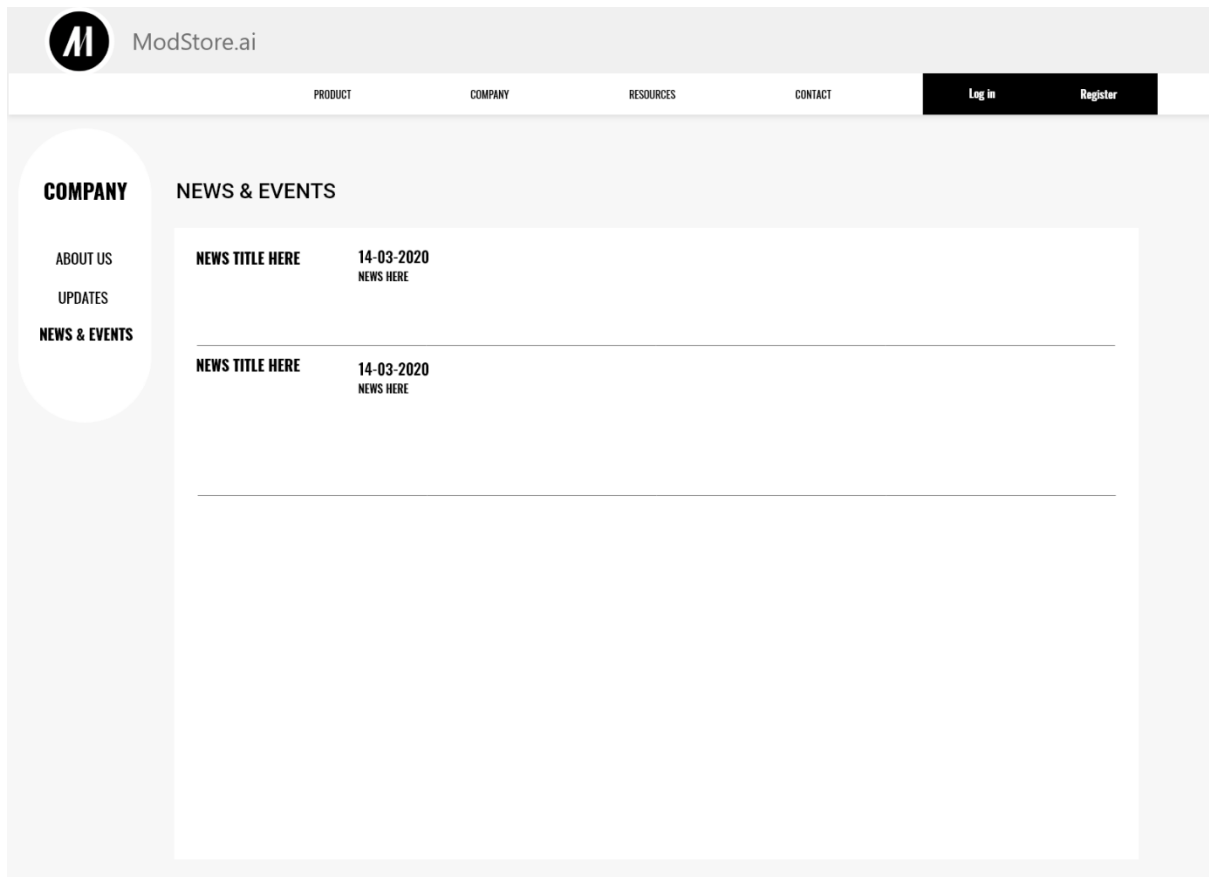 M ModStore.ai
PRODUCT COMPANY RESOURCES CONTACT Log in Register
COMPANY
ABOUT US
UPDATES
NEWS & EVENTS
NEWS & EVENTS
NEWS TITLE HERE 14-03-2020
NEWS HERE
NEWS TITLE HERE 14-03-2020
NEWS HERE